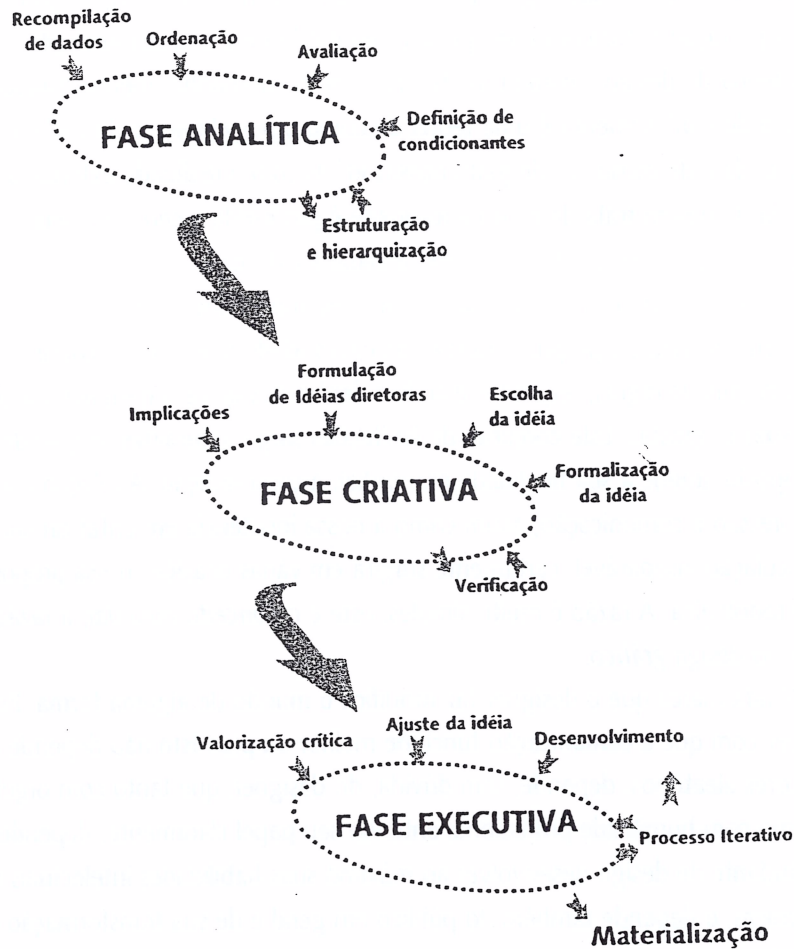 Recompilação
de dados
Ordenação
Avaliação
FASE ANALÍTICA
Definição de
condicionantes
Estruturação
e hierarquização
Formulação
de Idéias diretoras
Implicações
Escolha
da idéia
FASE CRIATIVA
Formalização
da idéia
Verificação
Valorização crítica
Ajuste da idéia
Desenvolvimento
FASE EXECUTIVA
Processo Iterativo
Materialização